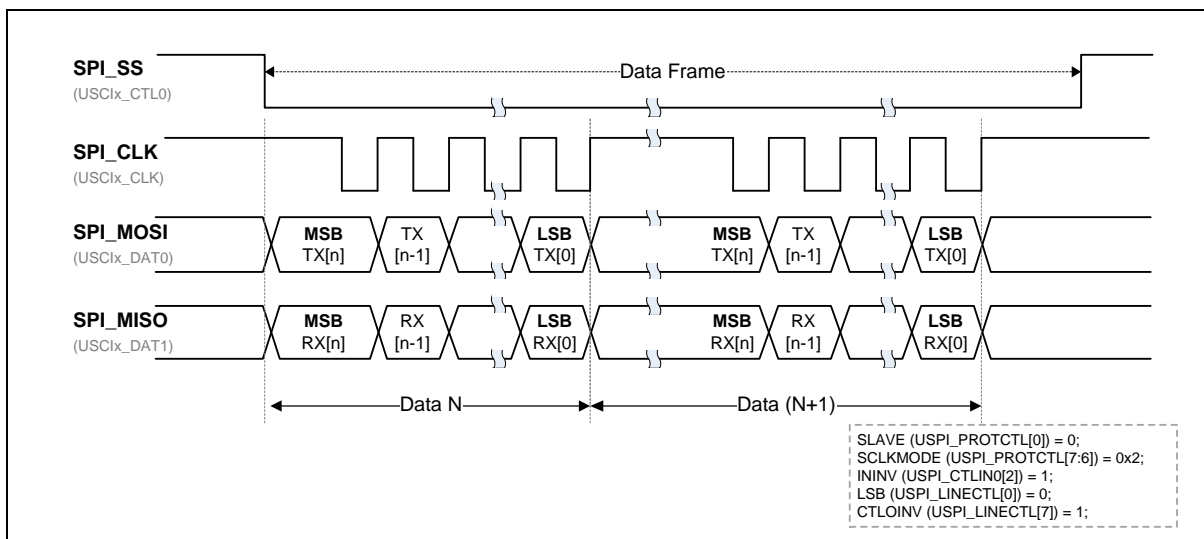 SPI_SS
(USCIx_CTL0)
Data Frame
SPI_CLK
(USCIx_CLK)
SPI_MOSI
(USCIx_DAT0)
MSB
TX[n]
TX
[n-1]
LSB
TX[0]
MSB
TX[n]
TX
[n-1]
LSB
TX[0]
SPI_MISO
(USCIx_DAT1)
MSB
RX[n]
RX
[n-1]
LSB
RX[0]
MSB
RX[n]
RX
[n-1]
LSB
RX[0]
Data N
Data (N+1)
SLAVE (USPI_PROTCTL[0]) = 0;
SCLKMODE (USPI_PROTCTL[7:6]) = 0x2;
ININV (USPI_CTLIN0[2]) = 1;
LSB (USPI_LINECTL[0]) = 0;
CTLOINV (USPI_LINECTL[7]) = 1;